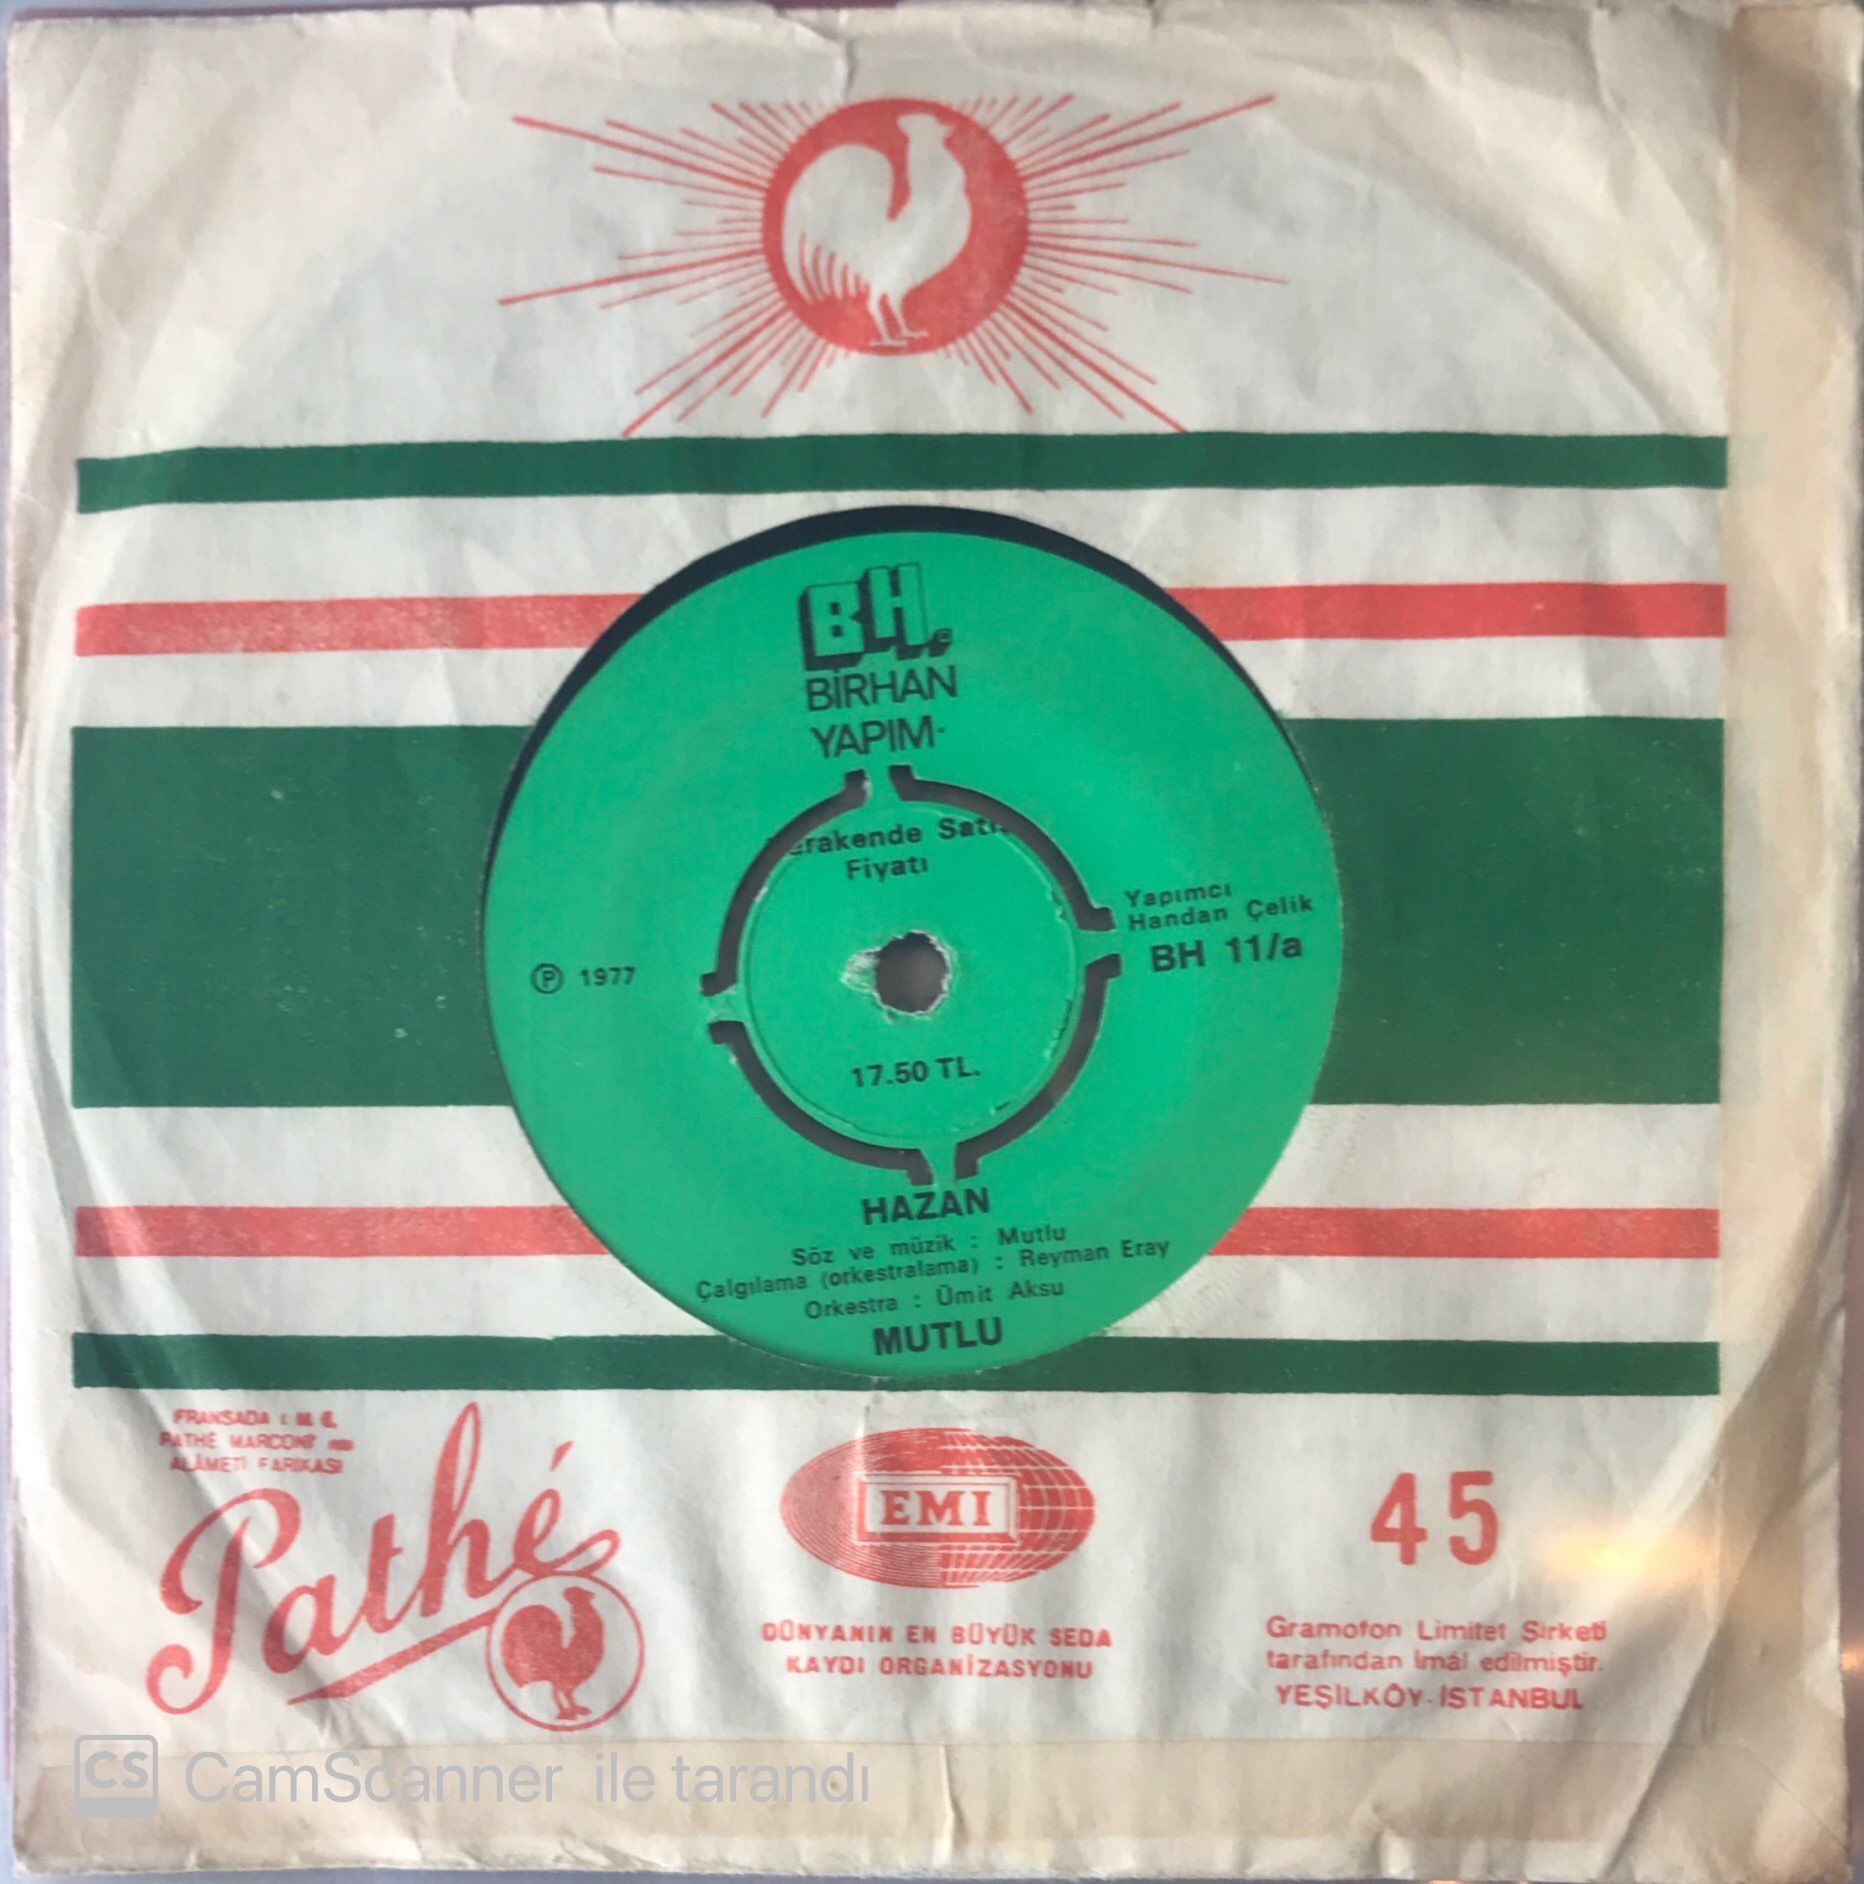 BH.
BİRHAN
YAPIM
Fiyatı
Yapımcı
Handan Çelik
BH 11/a
Ⓟ 1977
17.50 TL.
HAZAN
Söz ve müzik : Mutlu
Çalgılama (orkestralama) : Reyman Eray
Orkestra : Ümit Aksu
MUTLU
FRANSADA
PATHÉ MARCONI
ALÂMETİ FARİKASI
Pathé
EMI
DÜNYANIN EN BÜYÜK SEDA
KAYDI ORGANİZASYONU
45
Gramofon Limitet Şirketi
tarafından imâl edilmiştir.
YEŞİLKÖY-İSTANBUL
CS CamScanner ile tarandı